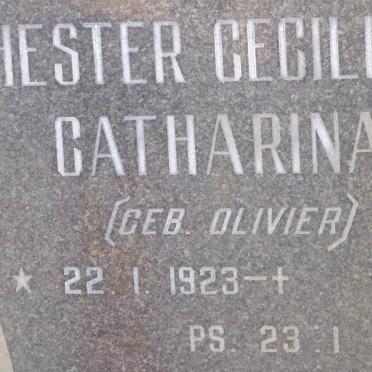 HESTER CECILI
CATHARINA
(GEB. OLIVIER)
★ 22.1.1923–+
PS. 23:1